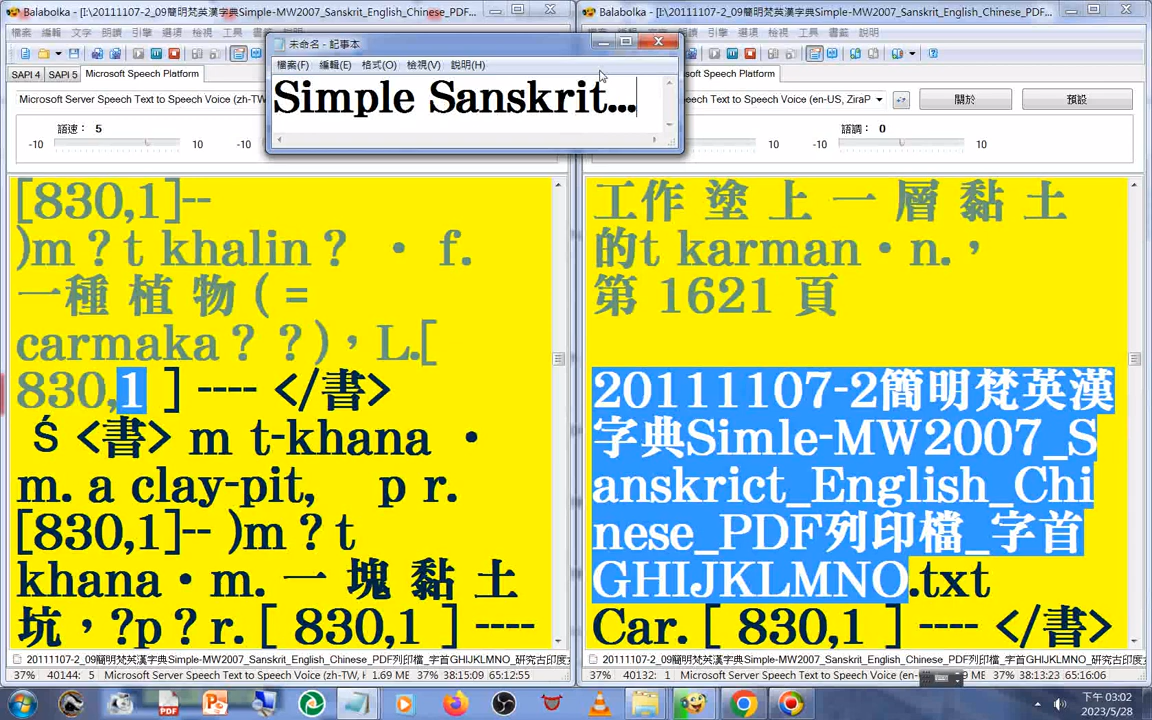 Balabolka - [I:\20111107-2_09簡明梵英漢字典Simple-MW2007_Sanskrit_English_Chinese_PDF...
Balabolka - [I:\20111107-2_09簡明梵英漢字典Simple-MW2007_Sanskrit_English_Chinese_PDF...
未命名 - 記事本
檔案(F) 編輯(E) 格式(O) 檢視(V) 說明(H)
Simple Sanskrit...
SAPI 4 SAPI 5 Microsoft Speech Platform
Microsoft Server Speech Text to Speech Voice (zh-TW,
Speech Text to Speech Voice (en-US, ZiraP
關於
預設
語速： 5
-10 10 -10
語調： 0
-10 10
[830,1]--
)m？t khalin？ • f.
一種 植 物 ( =
carmaka？？)，L.[
830,1 ] ---- </書>
Ś <書> m t-khana •
m. a clay-pit, p r.
[830,1]-- )m？t
khana•m. 一 塊 黏 土
坑，?p？r. [ 830,1 ] ----
工作 塗 上 一 層 黏 土
的t karman•n.，
第 1621 頁
20111107-2簡明梵英漢
字典Simle-MW2007_S
anskrict_English_Chi
nese_PDF列印檔_字首
GHIJKLMNO.txt
Car. [ 830,1 ] ---- </書>
20111107-2_09簡明梵英漢字典Simple-MW2007_Sanskrit_English_Chinese_PDF列印檔_字首GHIJKLMNO_研究古印度
20111107-2_09簡明梵英漢字典Simple-MW2007_Sanskrit_English_Chinese_PDF列印檔_字首GHIJKLMNO_研究古印度
37% 40144: 5 Microsoft Server Speech Text to Speech Voice (zh-TW, 1.69 MB 37% 38:15:09 65:12:55
37% 40132: 1 Microsoft Server Speech Text to Speech 37% 38:13:23 65:16:06
下午 03:02
2023/5/28